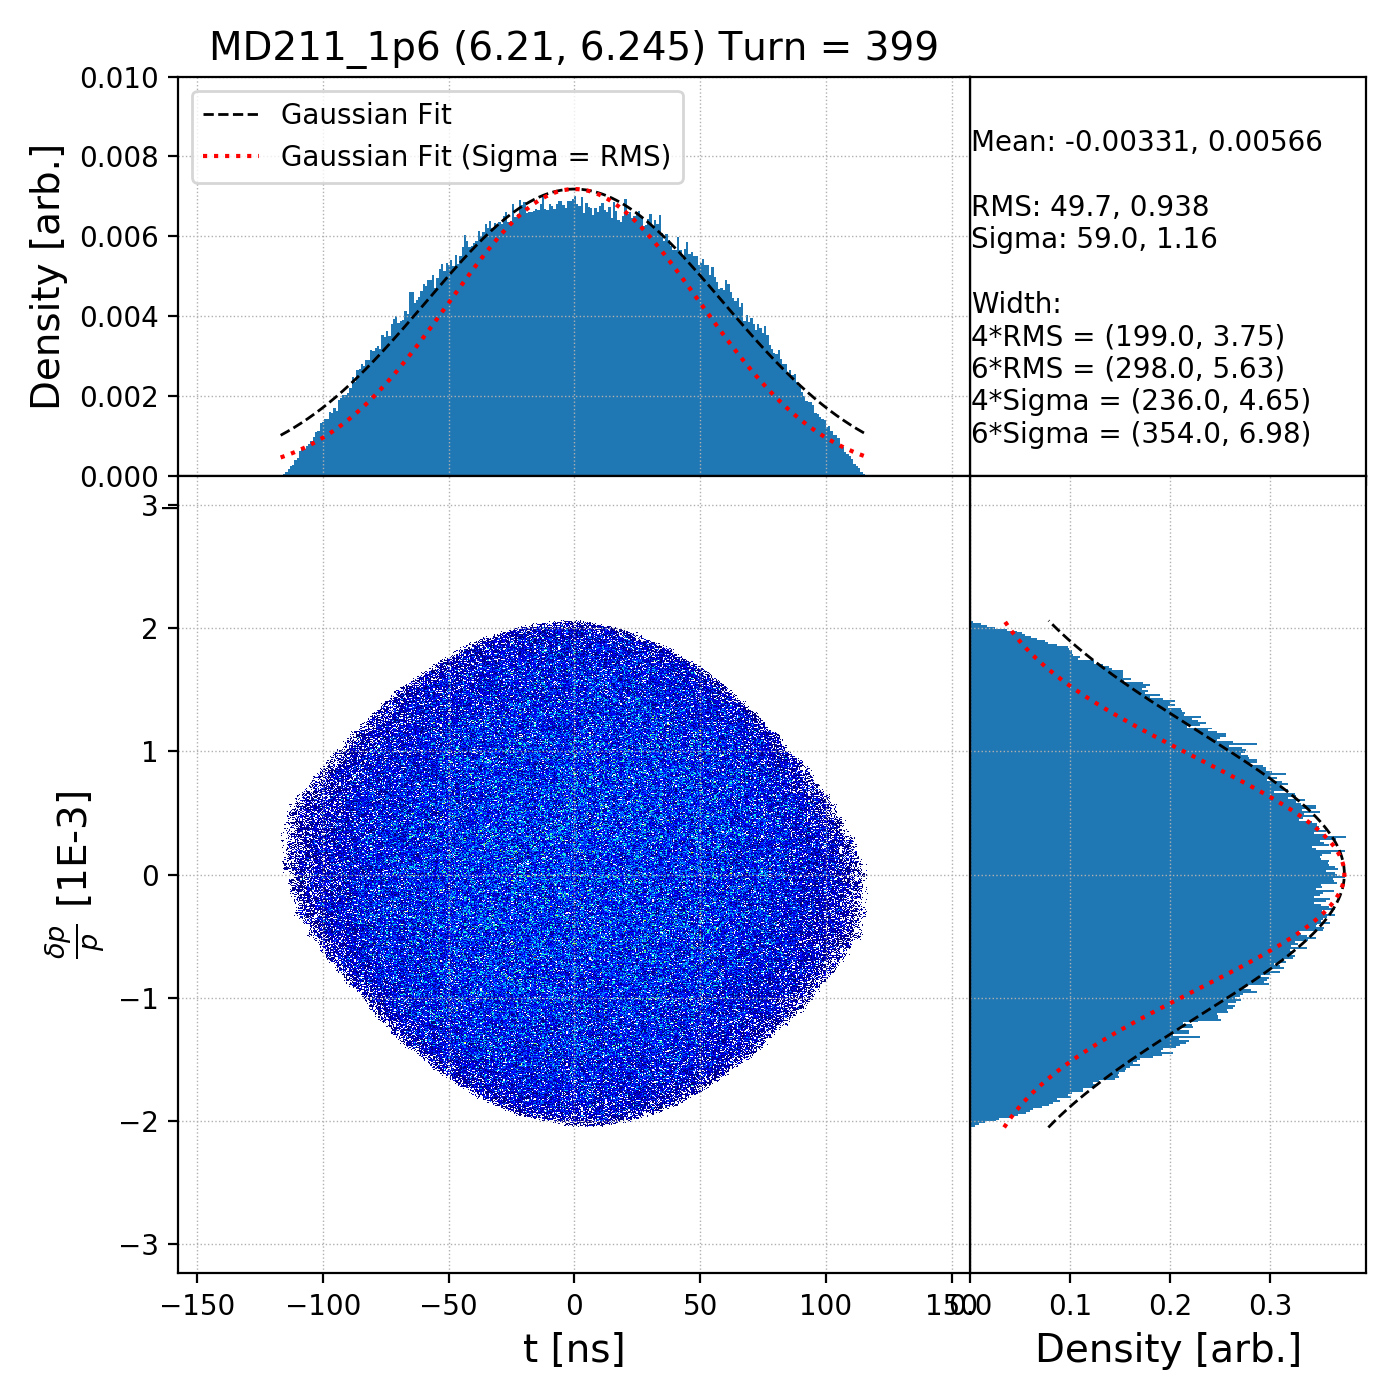 MD211_1p6 (6.21, 6.245) Turn = 399
Density [arb.]
0.010
0.008
0.006
0.004
0.002
0.000
Gaussian Fit
Gaussian Fit (Sigma = RMS)
Mean: -0.00331, 0.00566
RMS: 49.7, 0.938
Sigma: 59.0, 1.16
Width:
4*RMS = (199.0, 3.75)
6*RMS = (298.0, 5.63)
4*Sigma = (236.0, 4.65)
6*Sigma = (354.0, 6.98)
δp/p [1E-3]
3
2
1
0
−1
−2
−3
−150 −100 −50 0 50 100 150
t [ns]
0.0 0.1 0.2 0.3
Density [arb.]